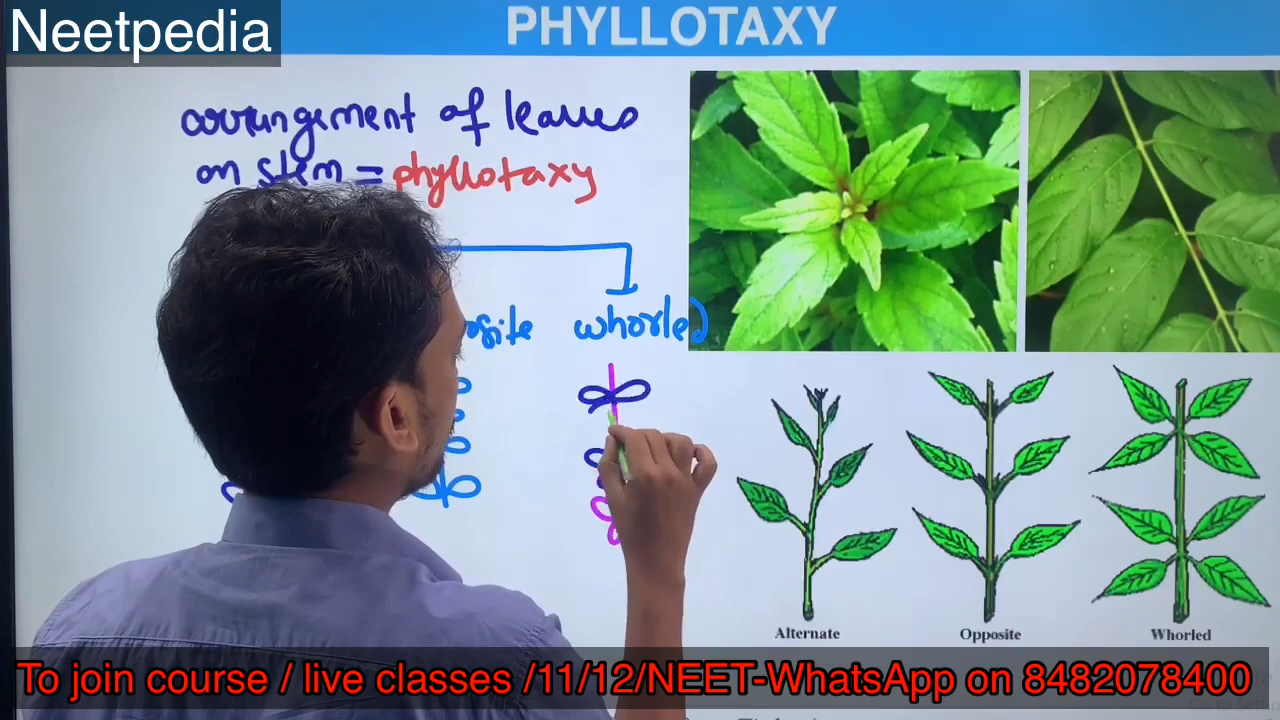 Neetpedia
PHYLLOTAXY
arrangement of leaves
on stem = phyllotaxy
whorled
Alternate
Opposite
Whorled
To join course / live classes /11/12/NEET-WhatsApp on 8482078400